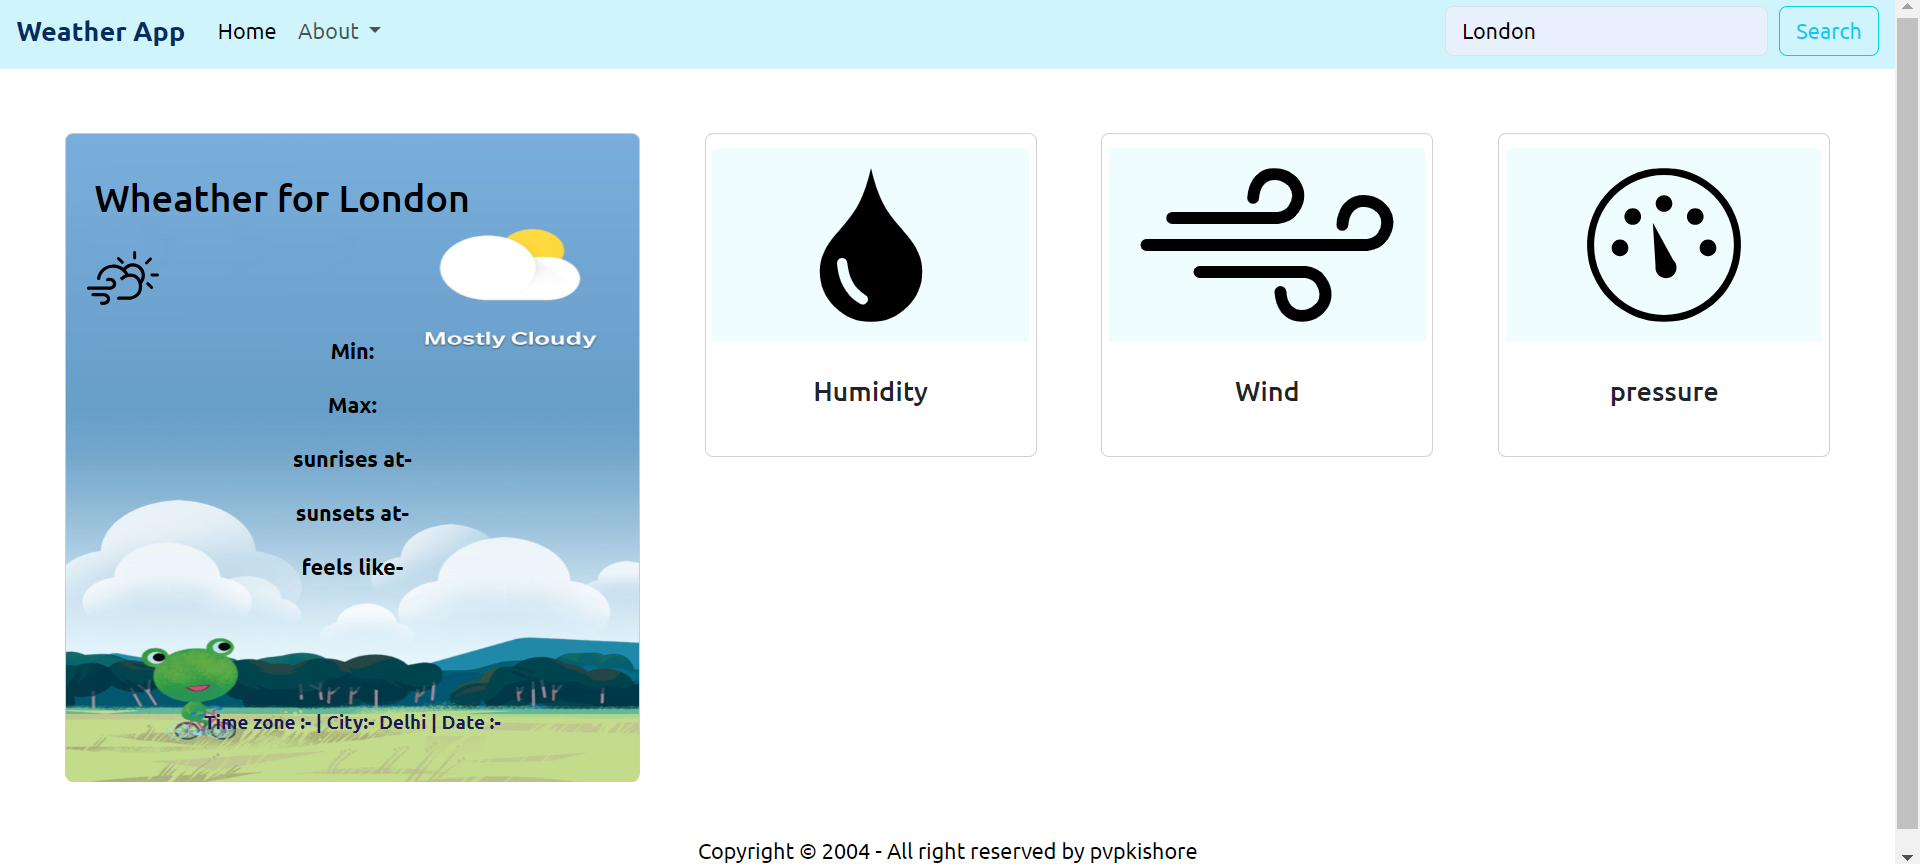 Weather App Home About London Search
Wheather for London
Mostly Cloudy
Min:
Max:
sunrises at-
sunsets at-
feels like-
Time zone :- | City:- Delhi | Date :-
Humidity
Wind
pressure
Copyright © 2004 - All right reserved by pvpkishore